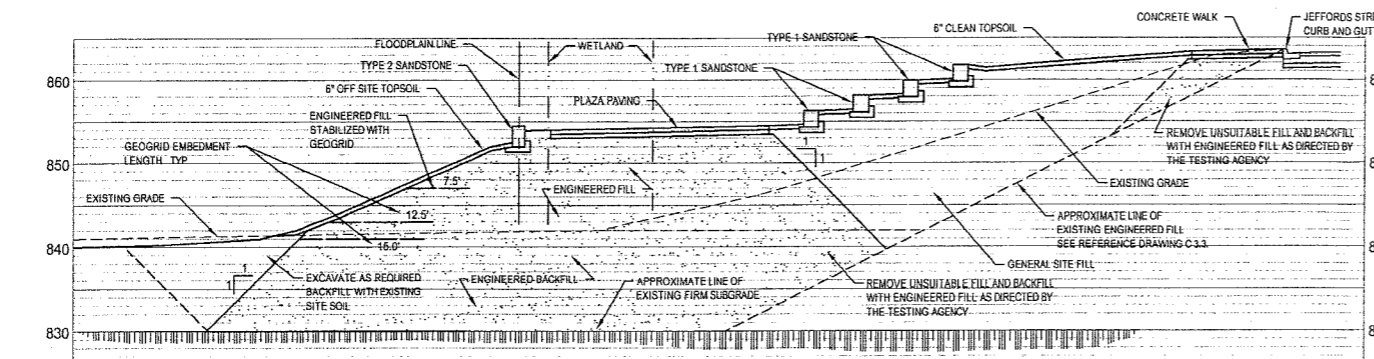 CONCRETE WALK
6" CLEAN TOPSOIL
TYPE 1 SANDSTONE
WETLAND
FLOODPLAIN LINE
TYPE 2 SANDSTONE
TYPE 1 SANDSTONE
6" OFF SITE TOPSOIL
PLAZA PAVING
ENGINEERED FILL
STABILIZED WITH
GEOGRID
GEOGRID EMBEDMENT
LENGTH TYP
EXISTING GRADE
860
850
840
830
7.5'
12.5'
15.0'
1
1
ENGINEERED FILL
1
1
REMOVE UNSUITABLE FILL AND BACKFILL
WITH ENGINEERED FILL AS DIRECTED BY
THE TESTING AGENCY
EXISTING GRADE
APPROXIMATE LINE OF
EXISTING ENGINEERED FILL
SEE REFERENCE DRAWING C 3.3.
GENERAL SITE FILL
EXCAVATE AS REQUIRED
BACKFILL WITH EXISTING
SITE SOIL
ENGINEERED BACKFILL
APPROXIMATE LINE OF
EXISTING FIRM SUBGRADE
REMOVE UNSUITABLE FILL AND BACKFILL
WITH ENGINEERED FILL AS DIRECTED BY
THE TESTING AGENCY
JEFFORDS STR
CURB AND GUT
8
8
8
8